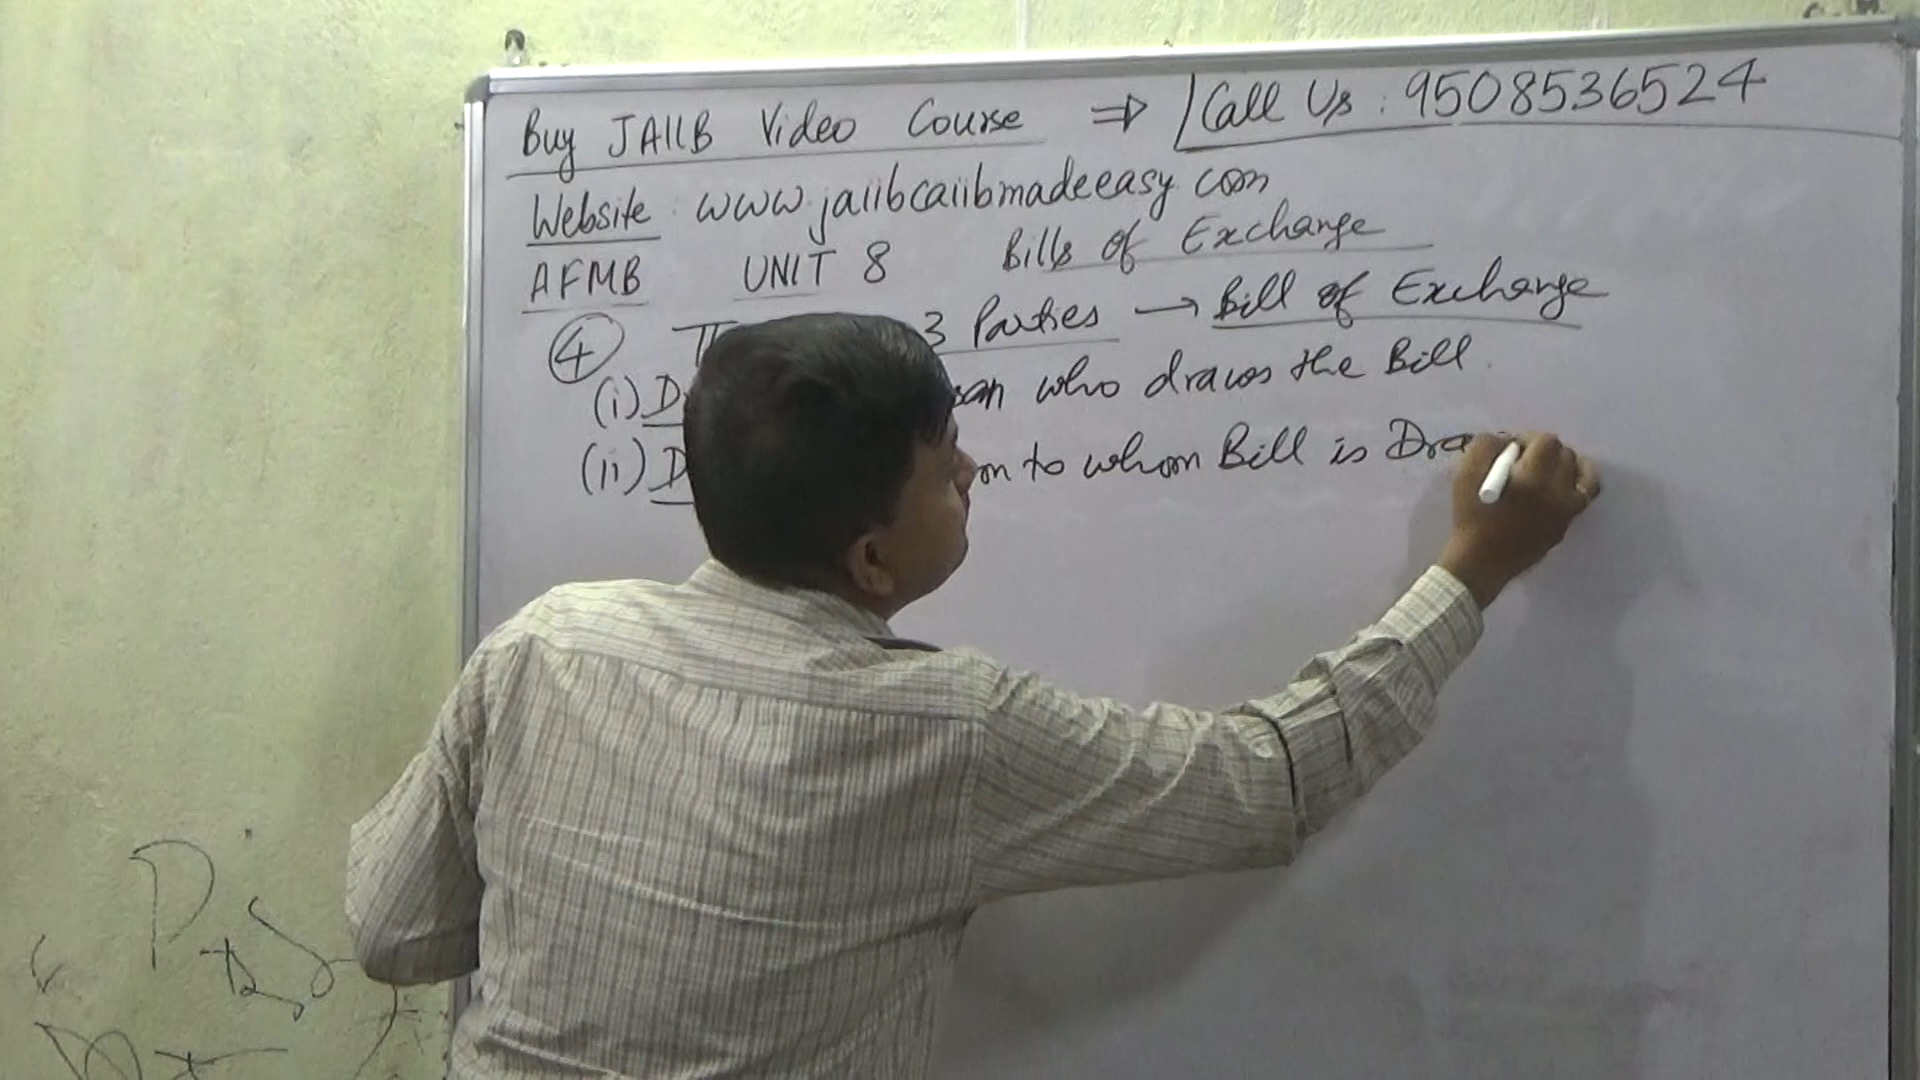 Buy JAIIB Video Course ⇒ Call Us : 9508536524
Website : www.jaiibcaiibmadeeasy.com
AFMB UNIT 8 Bills of Exchange
④ 3 Parties → Bill of Exchange
(i) who draws the Bill.
(ii) to whom Bill is